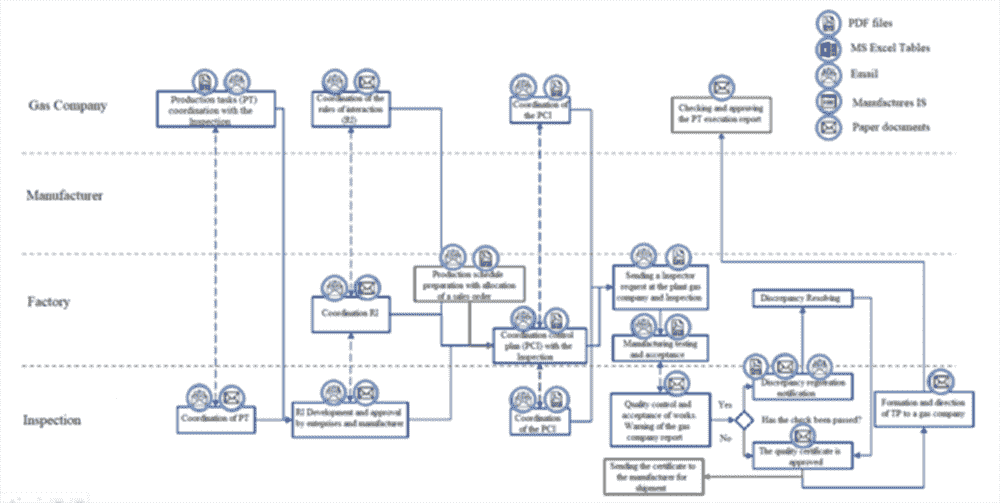 PDF files
MS Excel Tables
Email
Manufactures IS
Paper documents
Gas Company
Production tasks (PT)
coordination with the
Inspection
Coordination of the
rules of interaction (RI)
Coordination of
the PCI
Checking and approving
the PT execution report
Manufacturer
Factory
Production schedule
preparation with allocation
of a sales order
Coordination RI
Coordination control
plan (PCI) with the
Inspection
Sending a Inspector
request at the plant gas
company and Inspection
Manufacturing testing
and acceptance
Discrepancy Resolving
Inspection
Coordination of PT
RI Development and approval
by enteprises and manufacturer
Coordination
of the PCI
Quality control and
acceptance of works.
Warning of the gas
company report
Yes
No
Discrepancy registration
notification
Has the check been passed?
The quality certificate is
approved
Formation and direction
of TP to a gas company
Sending the certificate to
the manufacturer for
shipment